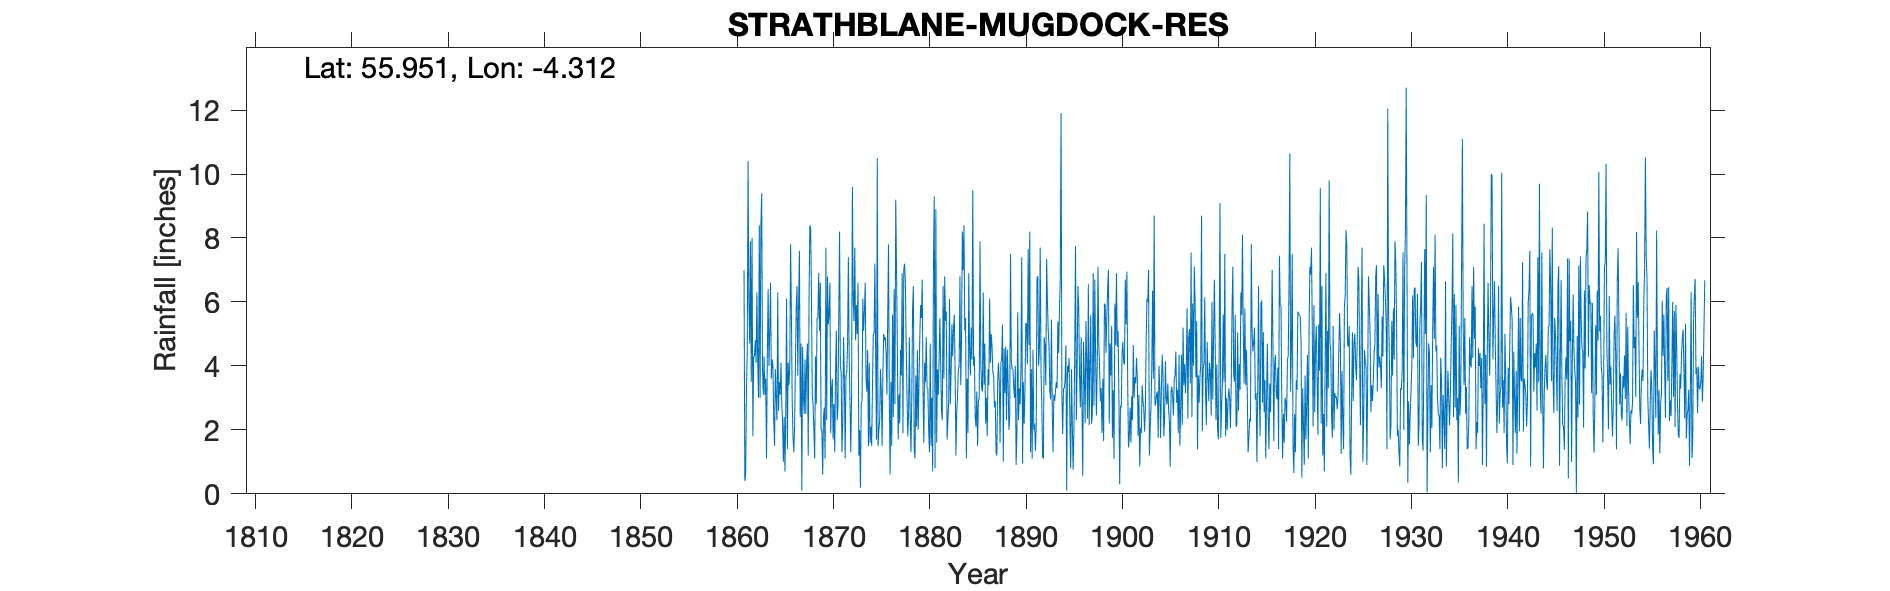 STRATHBLANE-MUGDOCK-RES
Lat: 55.951, Lon: -4.312
12
10
8
6
4
2
0
Rainfall [inches]
1810 1820 1830 1840 1850 1860 1870 1880 1890 1900 1910 1920 1930 1940 1950 1960
Year